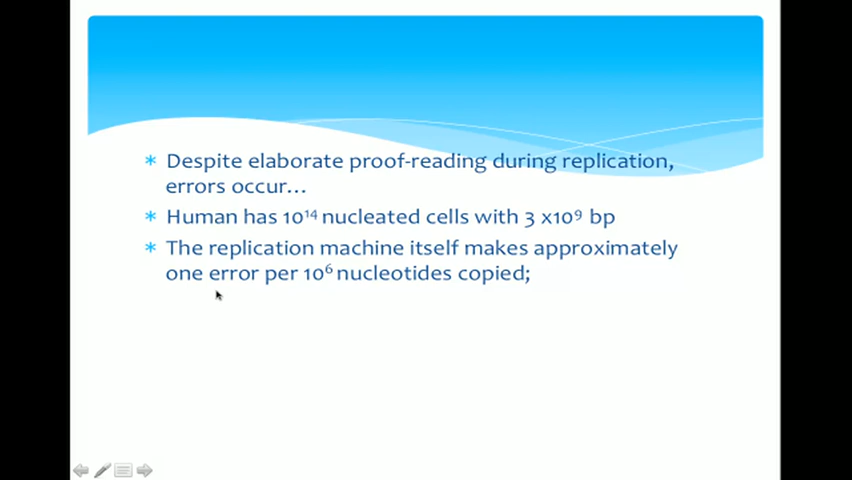 * Despite elaborate proof-reading during replication,
errors occur...
* Human has 10¹⁴ nucleated cells with 3 x10⁹ bp
* The replication machine itself makes approximately
one error per 10⁶ nucleotides copied;